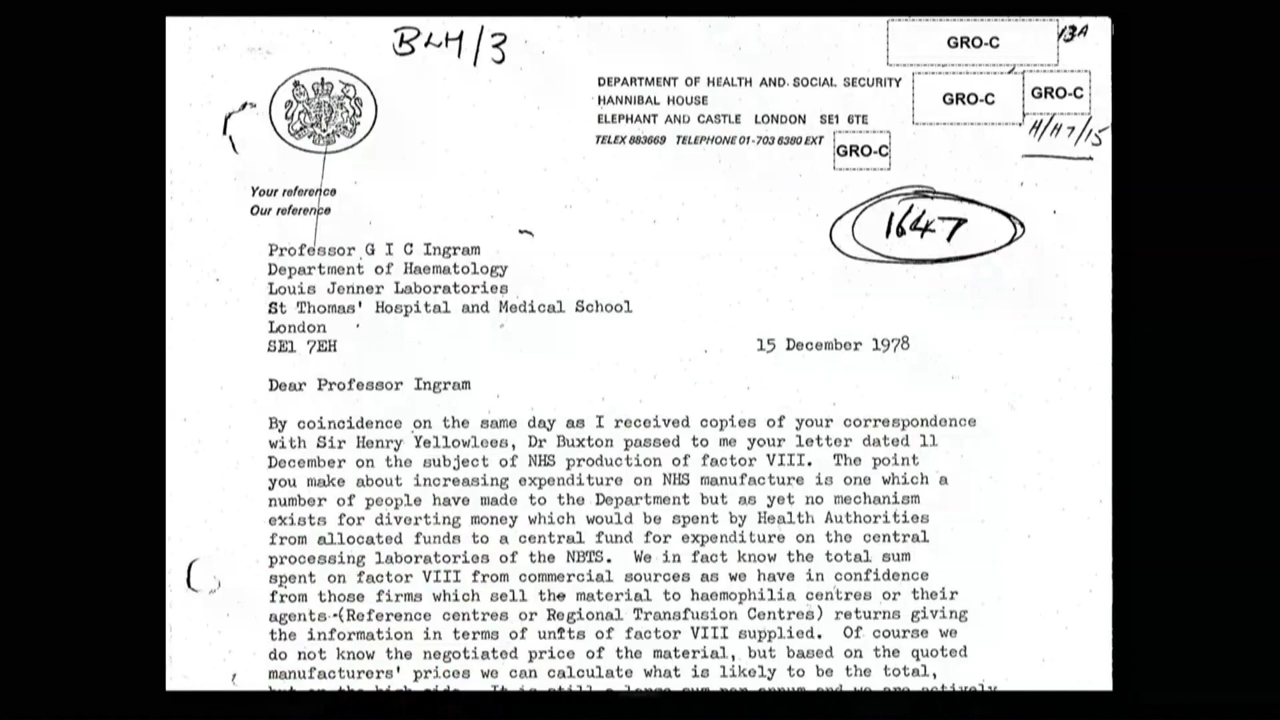 BLH/3
GRO-C
13A
DEPARTMENT OF HEALTH AND SOCIAL SECURITY
HANNIBAL HOUSE
ELEPHANT AND CASTLE LONDON SE1 6TE
TELEX 883669 TELEPHONE 01-703 6380 EXT
GRO-C
GRO-C
GRO-C
H/H7/15
Your reference
Our reference
1647
Professor G I C Ingram
Department of Haematology
Louis Jenner Laboratories
St Thomas' Hospital and Medical School
London
SE1 7EH
15 December 1978
Dear Professor Ingram
By coincidence on the same day as I received copies of your correspondence
with Sir Henry Yellowlees, Dr Buxton passed to me your letter dated 11
December on the subject of NHS production of factor VIII. The point
you make about increasing expenditure on NHS manufacture is one which a
number of people have made to the Department but as yet no mechanism
exists for diverting money which would be spent by Health Authorities
from allocated funds to a central fund for expenditure on the central
processing laboratories of the NBTS. We in fact know the total sum
spent on factor VIII from commercial sources as we have in confidence
from those firms which sell the material to haemophilia centres or their
agents (Reference centres or Regional Transfusion Centres) returns giving
the information in terms of units of factor VIII supplied. Of course we
do not know the negotiated price of the material, but based on the quoted
manufacturers' prices we can calculate what is likely to be the total,